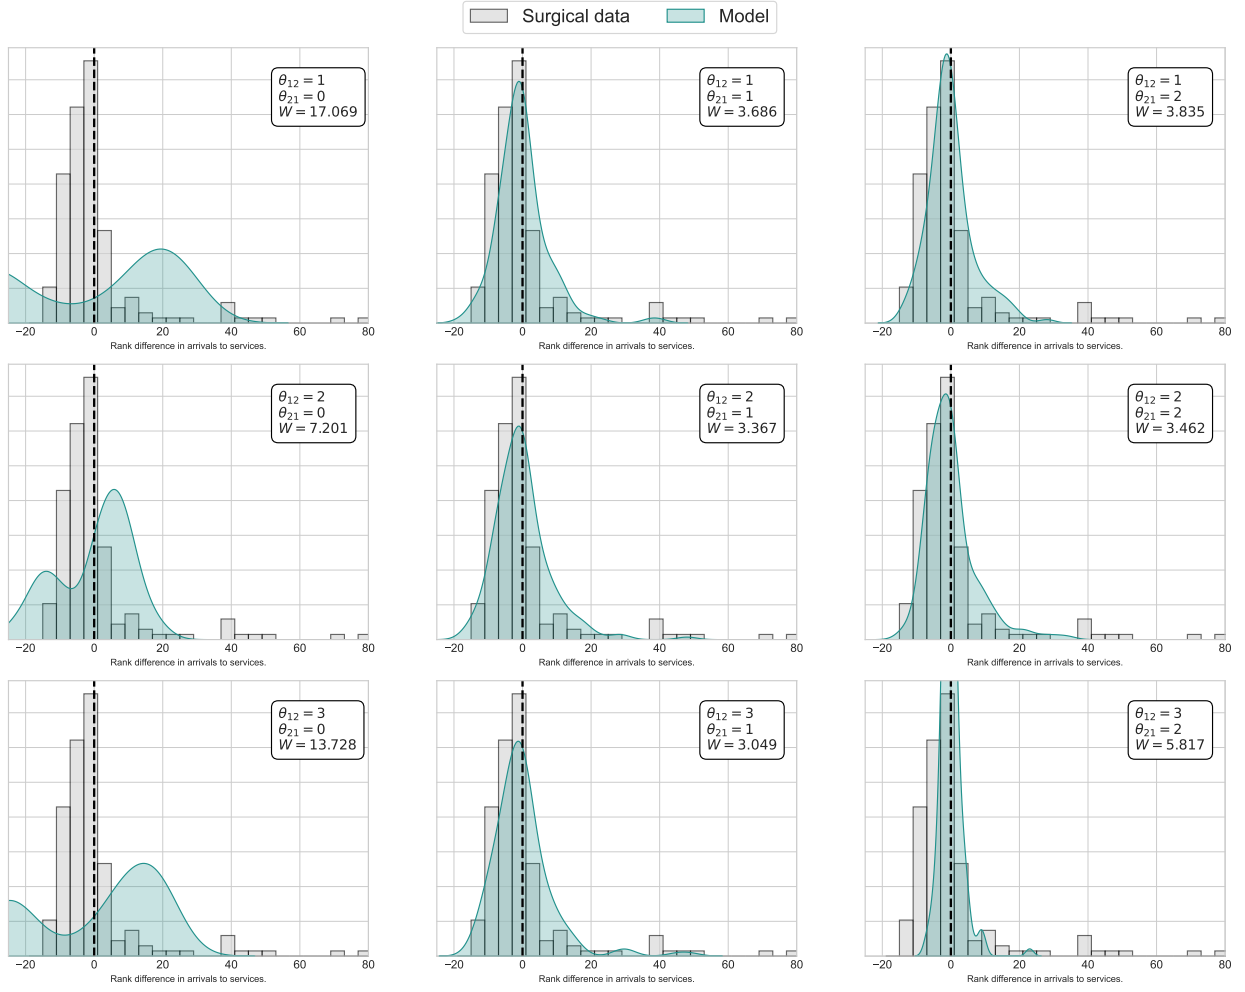 Surgical data Model
θ12 = 1
θ21 = 0
W = 17.069
−20 0 20 40 60 80
Rank difference in arrivals to services.
θ12 = 1
θ21 = 1
W = 3.686
−20 0 20 40 60 80
Rank difference in arrivals to services.
θ12 = 1
θ21 = 2
W = 3.835
−20 0 20 40 60 80
Rank difference in arrivals to services.
θ12 = 2
θ21 = 0
W = 7.201
−20 0 20 40 60 80
Rank difference in arrivals to services.
θ12 = 2
θ21 = 1
W = 3.367
−20 0 20 40 60 80
Rank difference in arrivals to services.
θ12 = 2
θ21 = 2
W = 3.462
−20 0 20 40 60 80
Rank difference in arrivals to services.
θ12 = 3
θ21 = 0
W = 13.728
−20 0 20 40 60 80
Rank difference in arrivals to services.
θ12 = 3
θ21 = 1
W = 3.049
−20 0 20 40 60 80
Rank difference in arrivals to services.
θ12 = 3
θ21 = 2
W = 5.817
−20 0 20 40 60 80
Rank difference in arrivals to services.